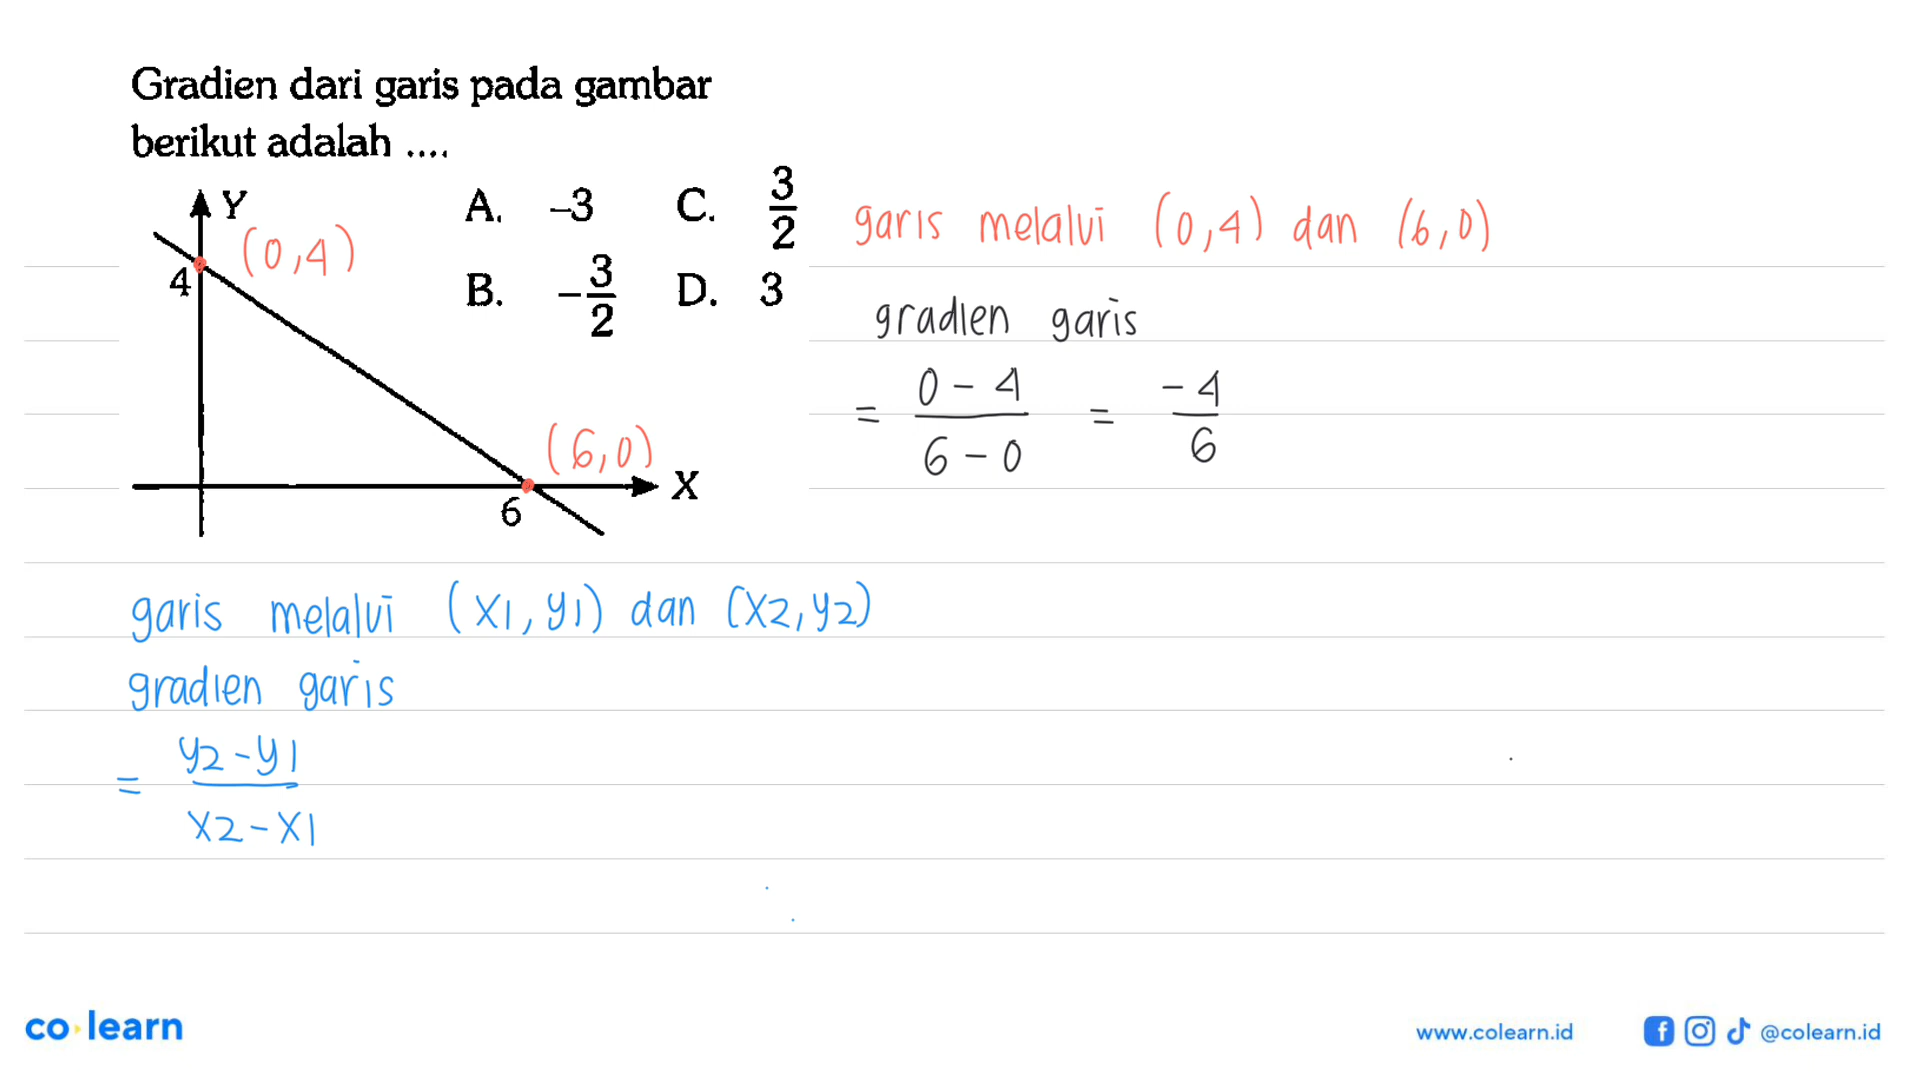 Gradien dari garis pada gambar
berikut adalah ....
A. -3 C. 3/2
B. -3/2 D. 3
Y
(0,4)
4
(6,0)
X
6
garis melalui (0,4) dan (6,0)
gradien garis
= 0 - 4 / 6 - 0 = -4 / 6
garis melalui (x1, y1) dan (x2, y2)
gradien garis
= y2 - y1 / x2 - x1
co learn
www.colearn.id
@colearn.id